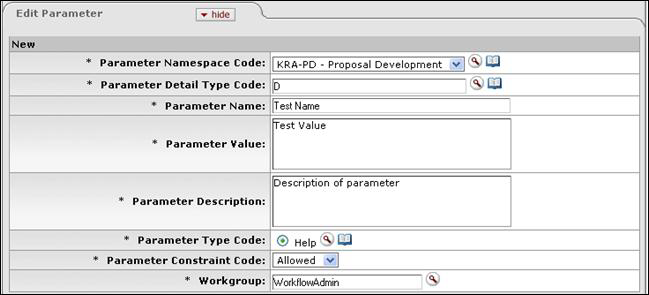 Edit Parameter hide
New
* Parameter Namespace Code: KRA-PD - Proposal Development
* Parameter Detail Type Code: D
* Parameter Name: Test Name
* Parameter Value: Test Value
* Parameter Description: Description of parameter
* Parameter Type Code: Help
* Parameter Constraint Code: Allowed
* Workgroup: WorkflowAdmin